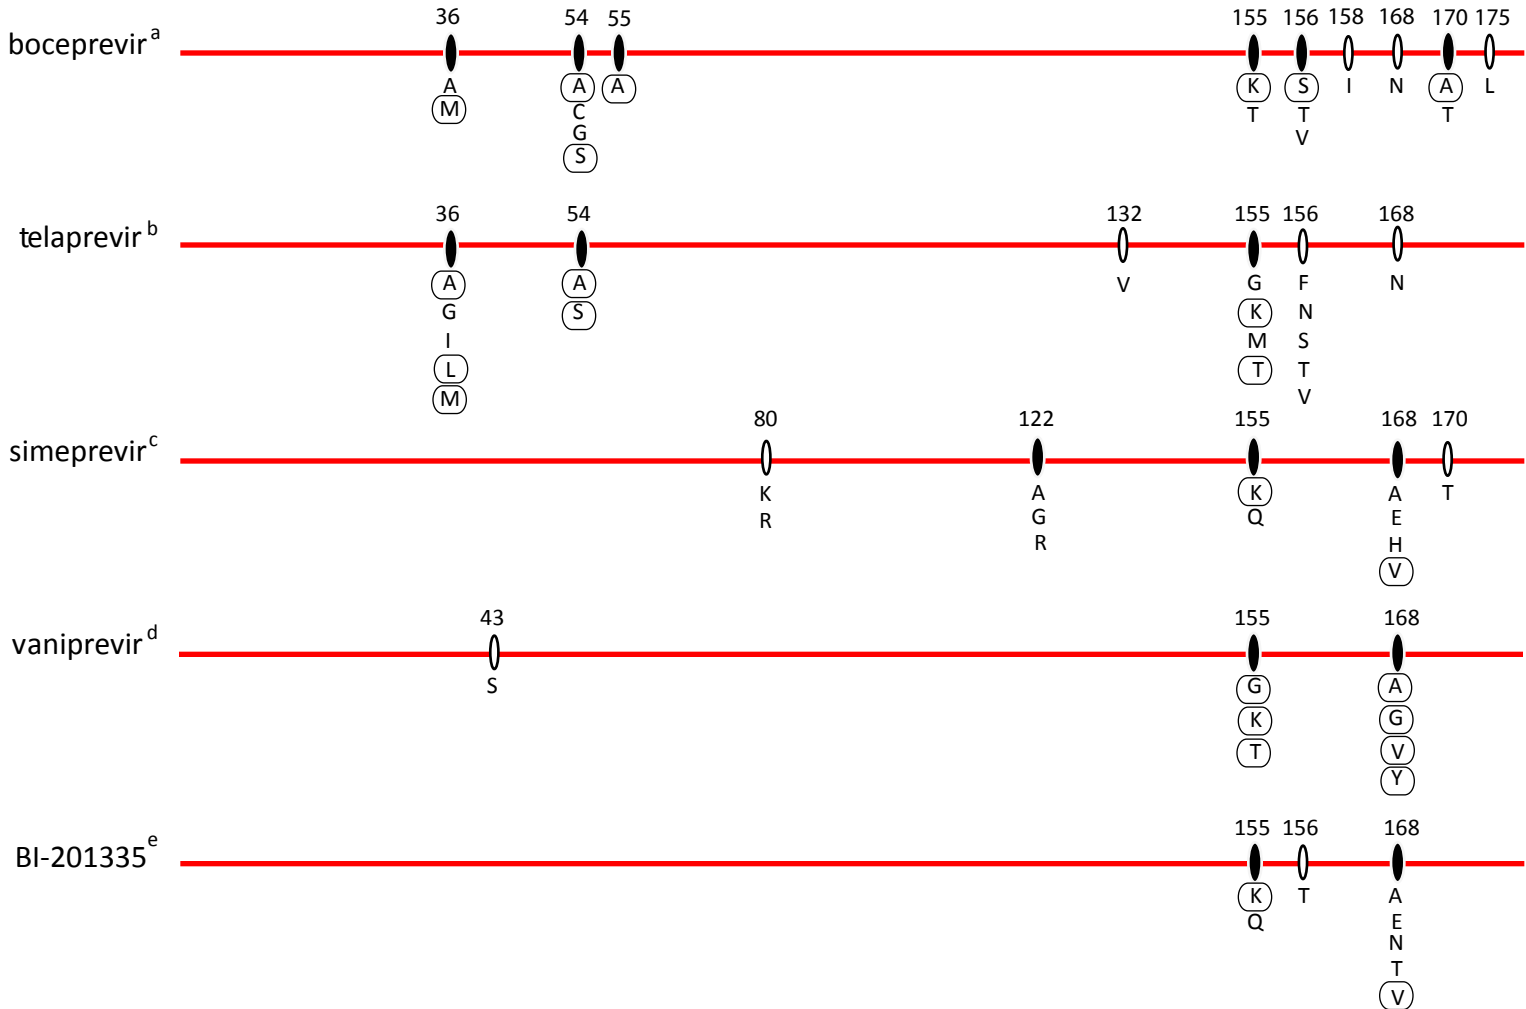 36 54 55 155 156 158 168 170 175
boceprevir a
A A A K S I N A L
M C T T T
G V
S
36 54 132 155 156 168
telaprevir b
A A V G F N
G S K N
I M S
L T T
M V
80 122 155 168 170
simeprevir c
K A K A T
R G Q E
R H
V
43 155 168
vaniprevir d
S G A
K G
T V
Y
155 156 168
BI-201335 e
K T A
Q E
N
T
V